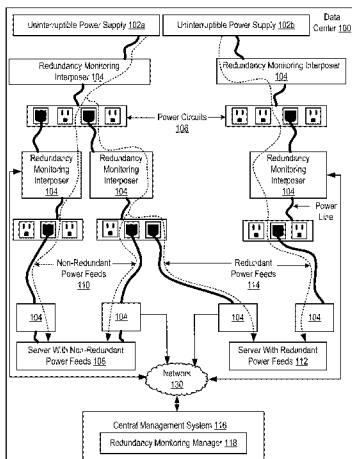 Uninterruptible Power Supply 102a
Uninterruptible Power Supply 102b
Data
Center 100
Redundancy Monitoring Interposer
104
Redundancy Monitoring Interposer
104
Power Circuits
Redundancy
Monitoring
Interposer
104
Redundancy
Monitoring
Interposer
104
Redundancy
Monitoring
Interposer
104
Power
Line
Non-Redundant
Power Feeds
110
Redundant
Power Feeds
114
104
104
104
104
Server With Non-Redundant
Power Feeds
Server With Redundant
Power Feeds 112
Network
130
Central Management System
Redundancy Monitoring Manager 118